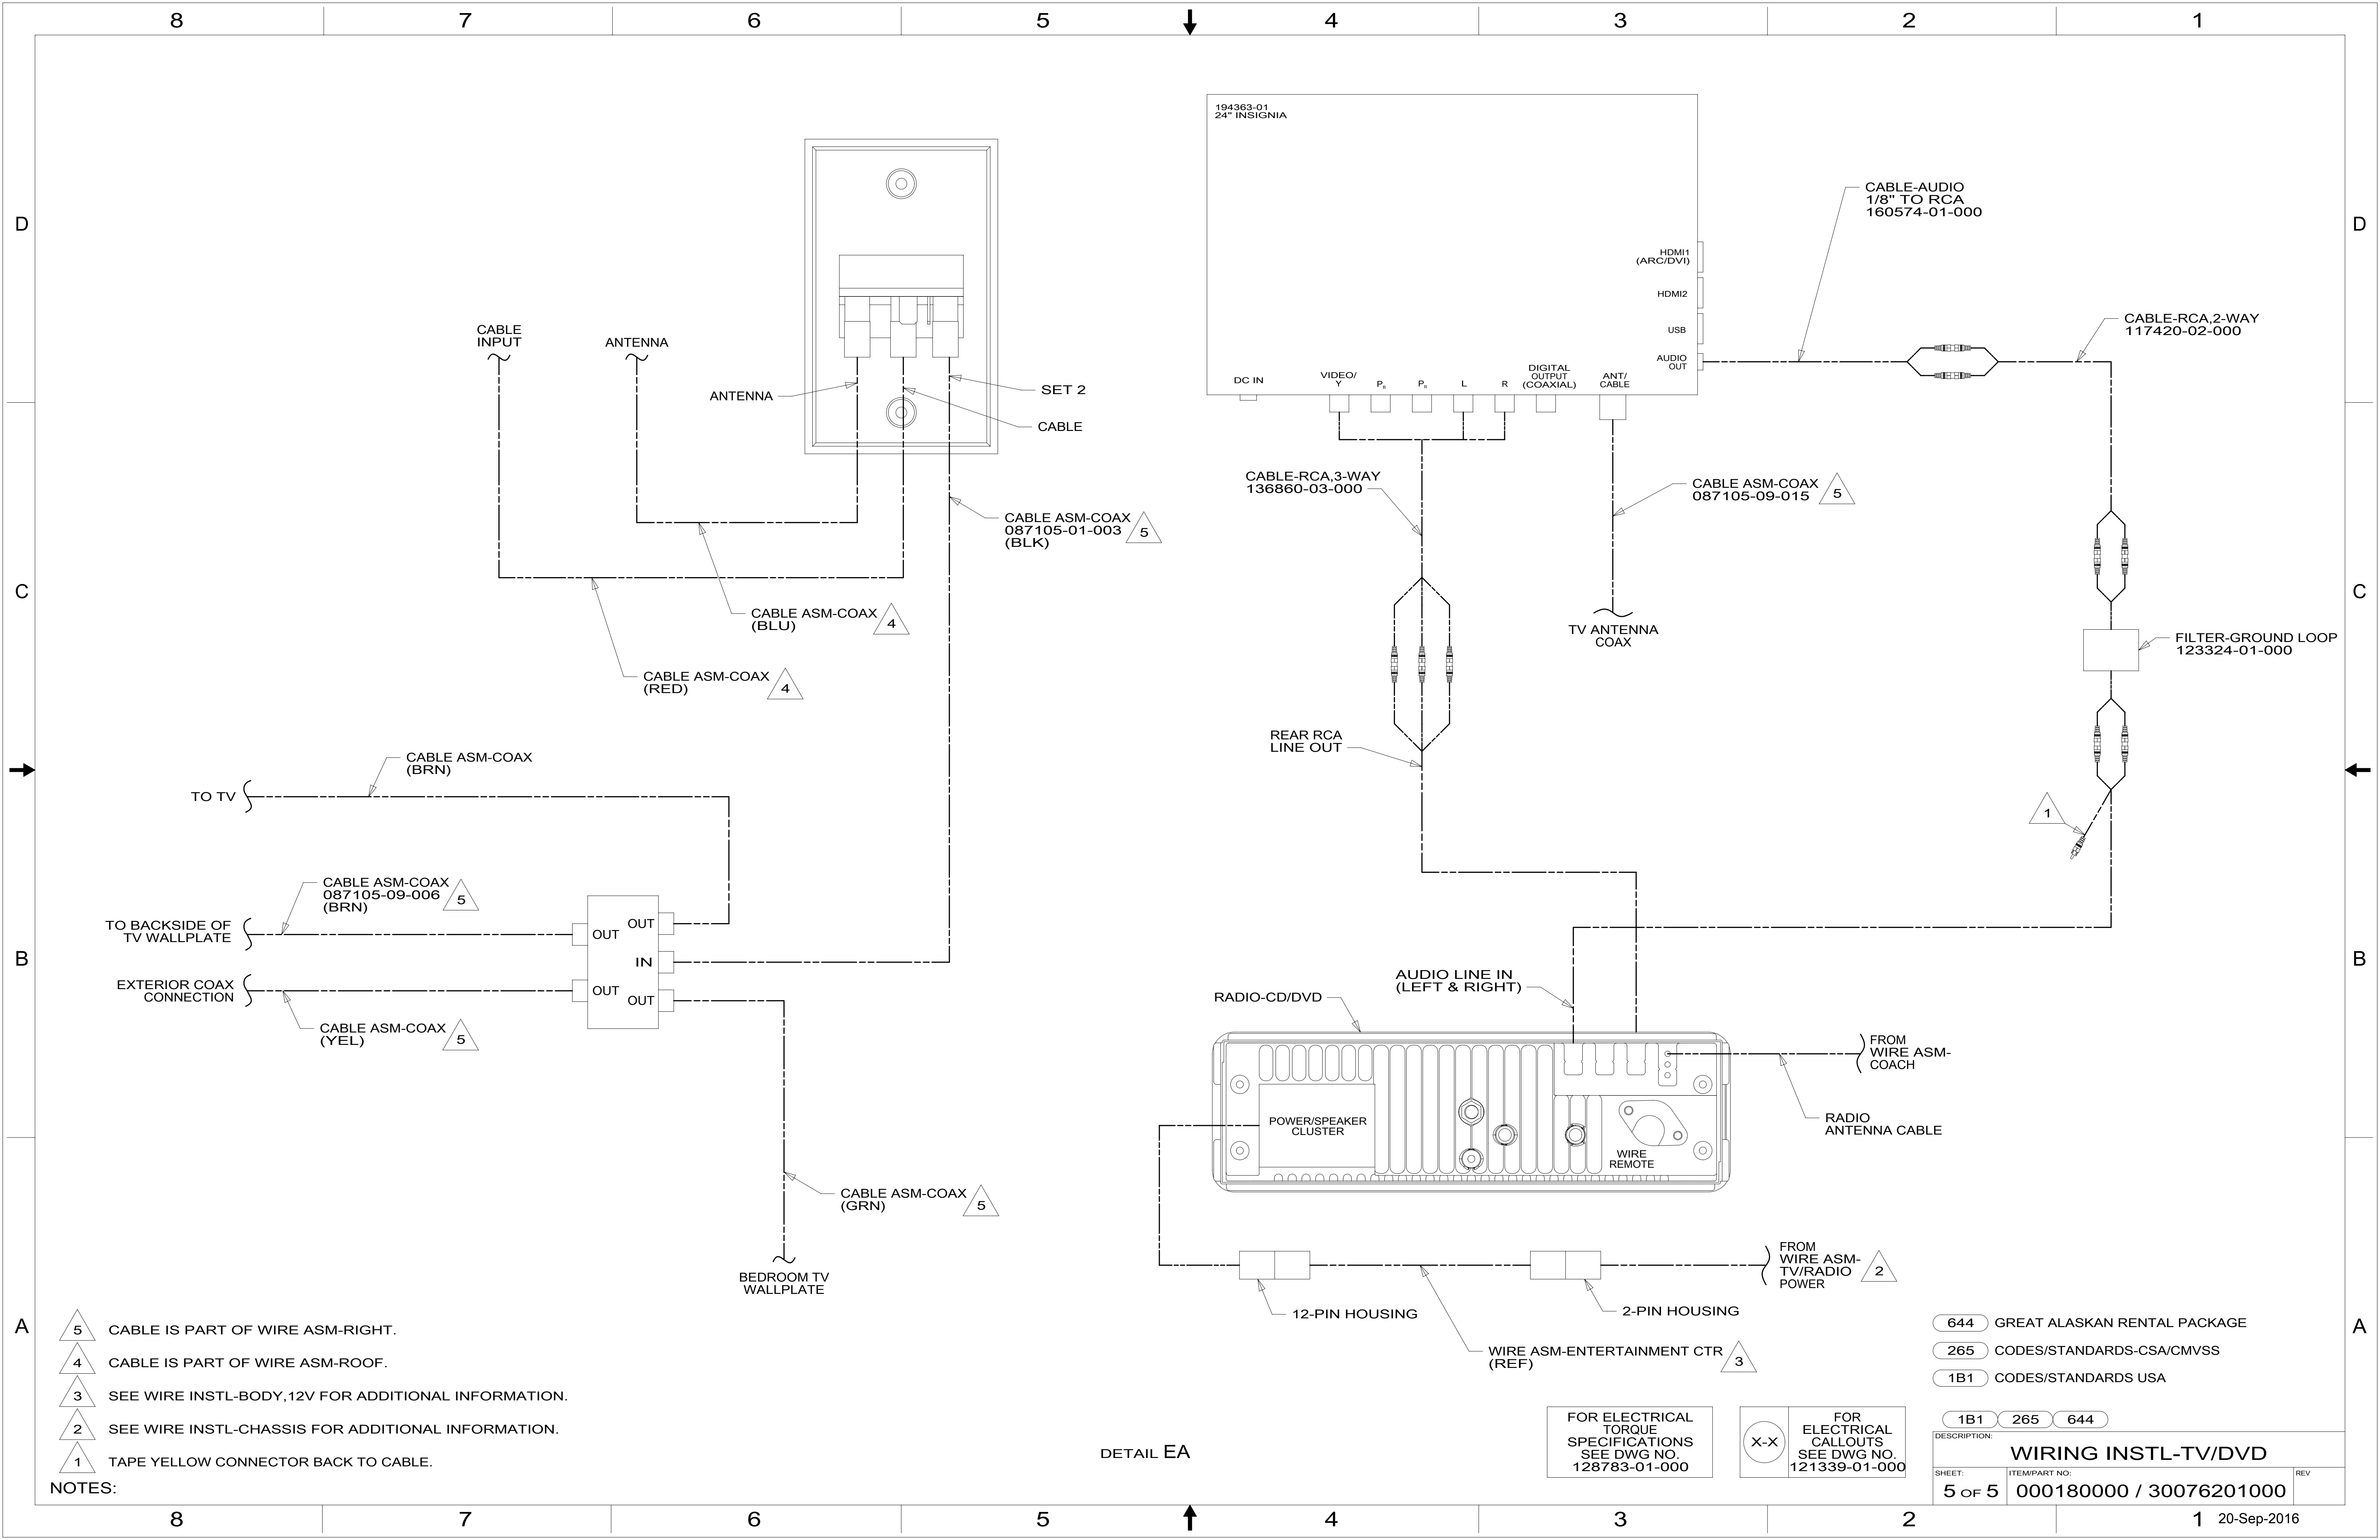 8 7 6 5 4 3 2 1
194363-01
24" INSIGNIA
CABLE-AUDIO
1/8" TO RCA
160574-01-000
D
D
HDMI1
(ARC/DVI)
HDMI2
USB
AUDIO
OUT
CABLE-RCA,2-WAY
117420-02-000
CABLE
INPUT
ANTENNA
ANTENNA
SET 2
CABLE
DC IN
VIDEO/
Y
PB
PR
L
R
DIGITAL
OUTPUT
(COAXIAL)
ANT/
CABLE
CABLE-RCA,3-WAY
136860-03-000
CABLE ASM-COAX
087105-09-015
5
CABLE ASM-COAX
087105-01-003
(BLK)
5
C
C
CABLE ASM-COAX
(BLU)
4
TV ANTENNA
COAX
FILTER-GROUND LOOP
123324-01-000
CABLE ASM-COAX
(RED)
4
REAR RCA
LINE OUT
CABLE ASM-COAX
(BRN)
TO TV
1
CABLE ASM-COAX
087105-09-006
(BRN)
5
TO BACKSIDE OF
TV WALLPLATE
OUT
OUT
IN
OUT
OUT
B
B
EXTERIOR COAX
CONNECTION
CABLE ASM-COAX
(YEL)
5
AUDIO LINE IN
(LEFT & RIGHT)
RADIO-CD/DVD
FROM
WIRE ASM-
COACH
RADIO
ANTENNA CABLE
POWER/SPEAKER
CLUSTER
WIRE
REMOTE
CABLE ASM-COAX
(GRN)
5
BEDROOM TV
WALLPLATE
FROM
WIRE ASM-
TV/RADIO
POWER
2
12-PIN HOUSING
2-PIN HOUSING
WIRE ASM-ENTERTAINMENT CTR
(REF)
3
A
A
5 CABLE IS PART OF WIRE ASM-RIGHT.
4 CABLE IS PART OF WIRE ASM-ROOF.
3 SEE WIRE INSTL-BODY,12V FOR ADDITIONAL INFORMATION.
2 SEE WIRE INSTL-CHASSIS FOR ADDITIONAL INFORMATION.
1 TAPE YELLOW CONNECTOR BACK TO CABLE.
NOTES:
DETAIL EA
FOR ELECTRICAL
TORQUE
SPECIFICATIONS
SEE DWG NO.
128783-01-000
X-X
FOR
ELECTRICAL
CALLOUTS
SEE DWG NO.
121339-01-000
644 GREAT ALASKAN RENTAL PACKAGE
265 CODES/STANDARDS-CSA/CMVSS
1B1 CODES/STANDARDS USA
1B1 265 644
DESCRIPTION:
WIRING INSTL-TV/DVD
SHEET:
5 OF 5
ITEM/PART NO:
000180000 / 30076201000
REV
8 7 6 5 4 3 2 1
20-Sep-2016